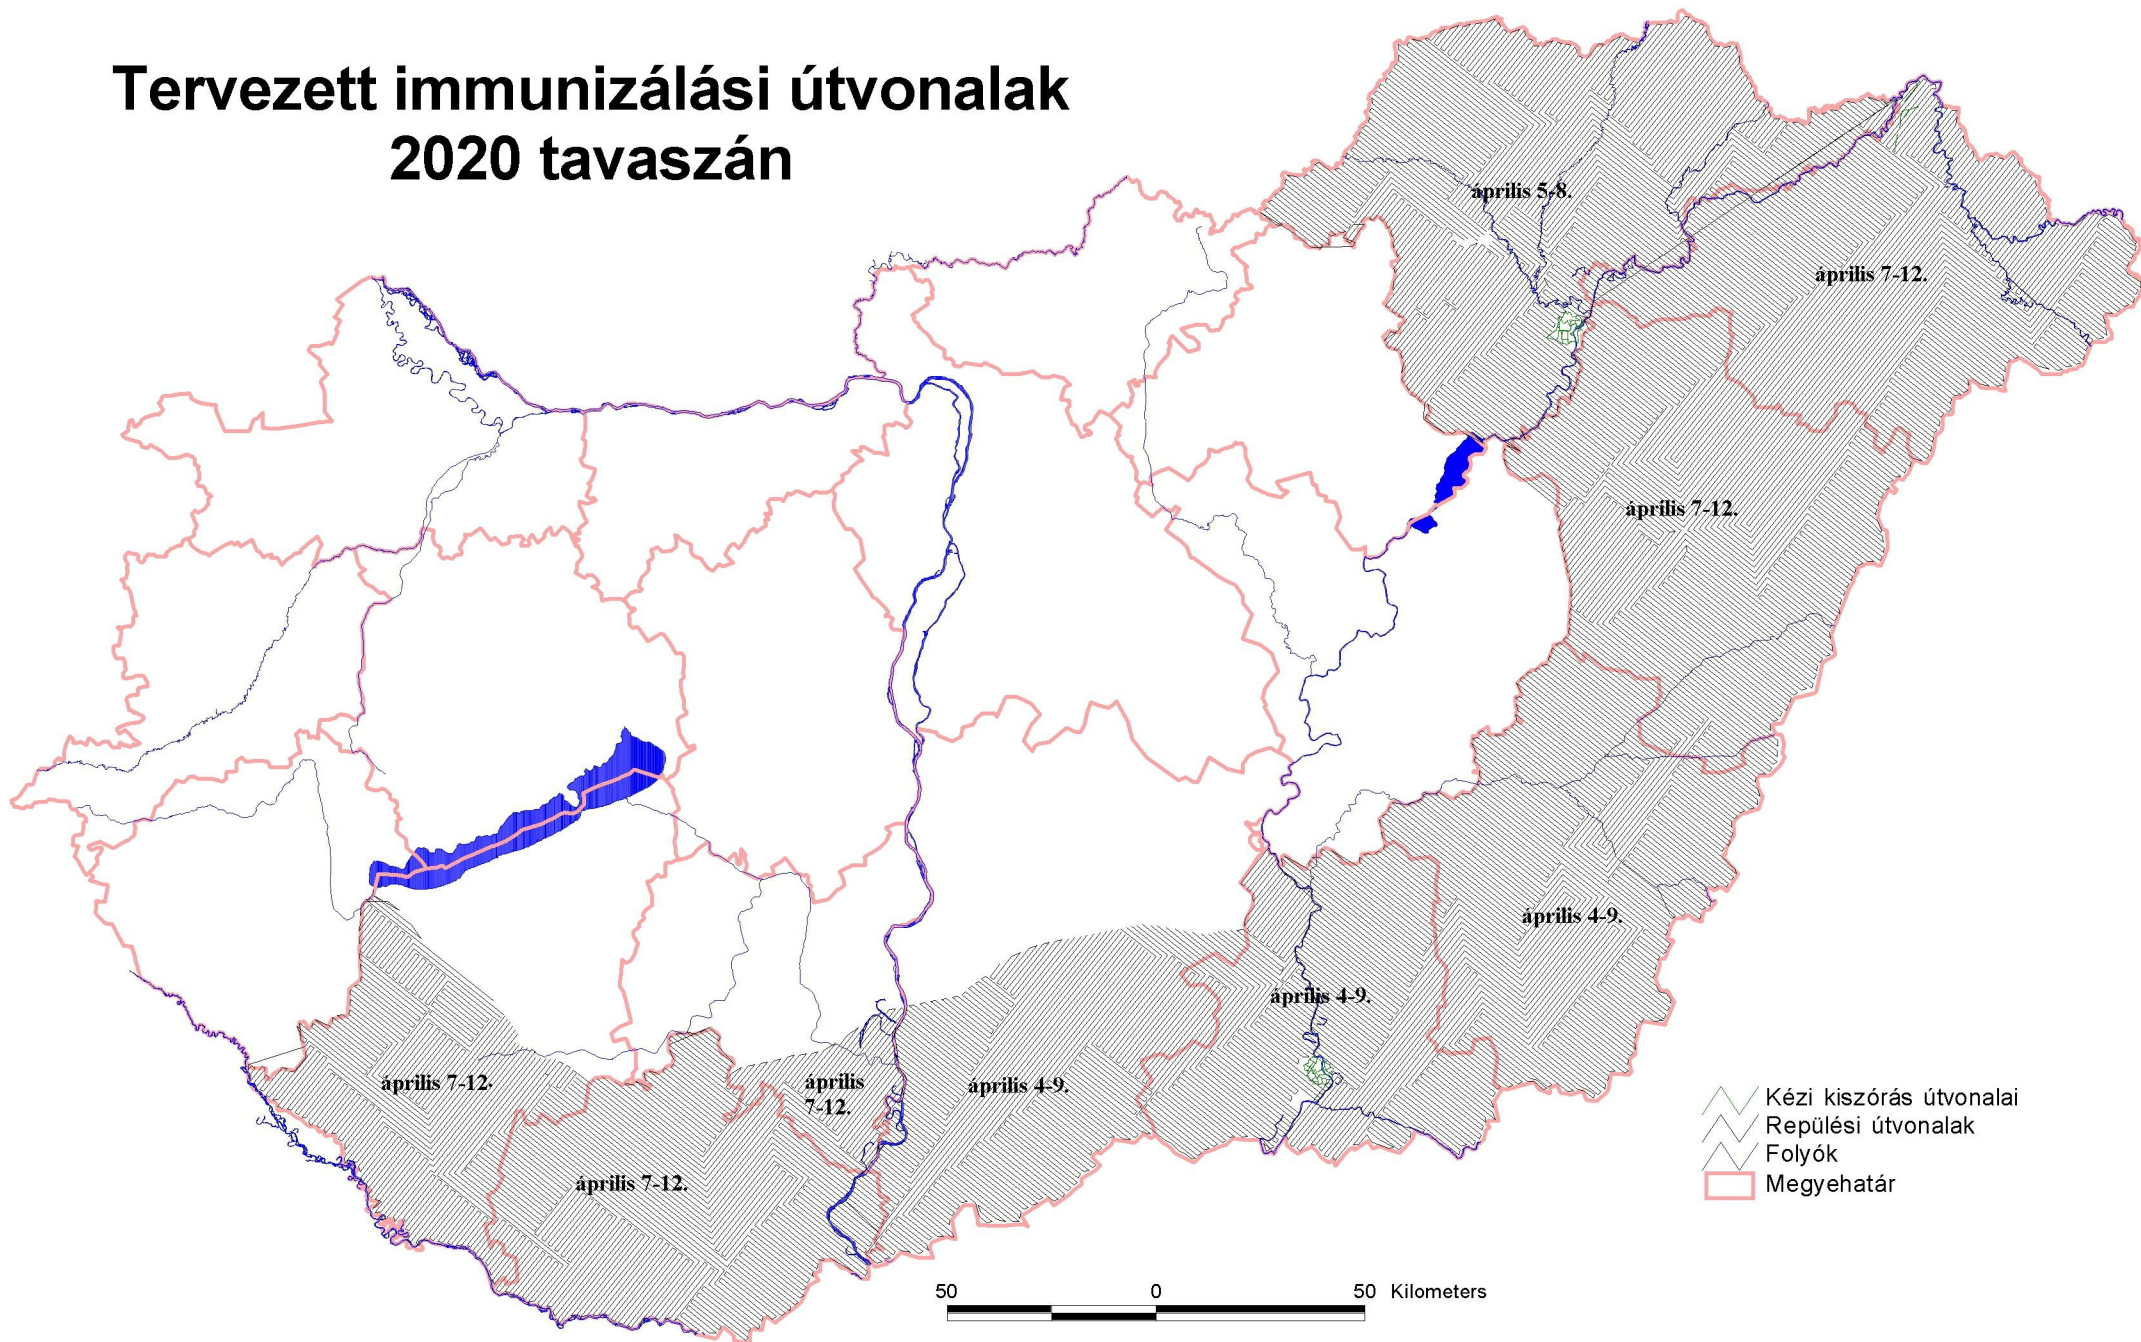 Tervezett immunizálási útvonalak
2020 tavaszán
április 5-8.
április 7-12.
április 7-12.
április 4-9.
április 4-9.
április 7-12.
április
7-12.
április 4-9.
április 7-12.
Kézi kiszórás útvonalai
Repülési útvonalak
Folyók
Megyehatár
50 0 50 Kilometers